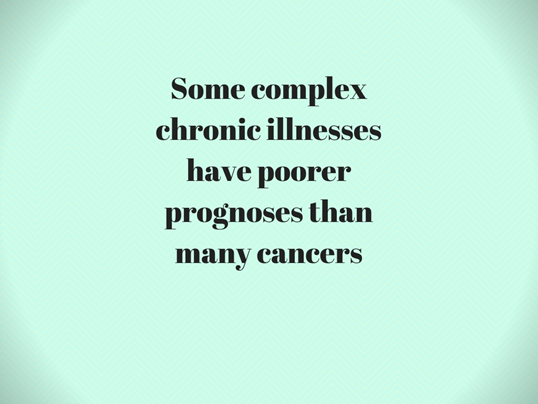 Some complex
chronic illnesses
have poorer
prognoses than
many cancers